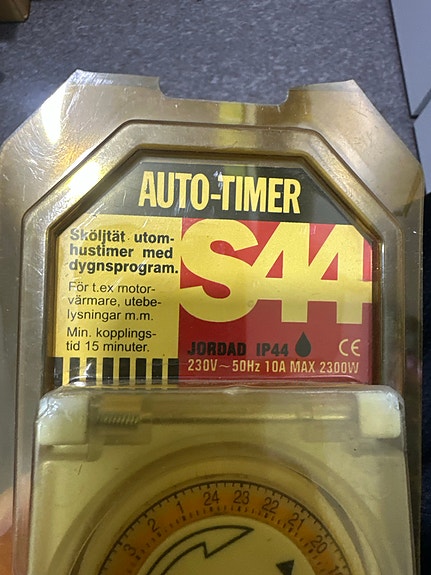 AUTO-TIMER
Sköljtät utom-
hustimer med
dygnsprogram.
För t.ex motor-
värmare, utebe-
lysningar m.m.
Min. kopplings-
tid 15 minuter.
S44
JORDAD IP44 CE
230V ~ 50Hz 10A MAX 2300W
3 2 1 24 23 22 21 20